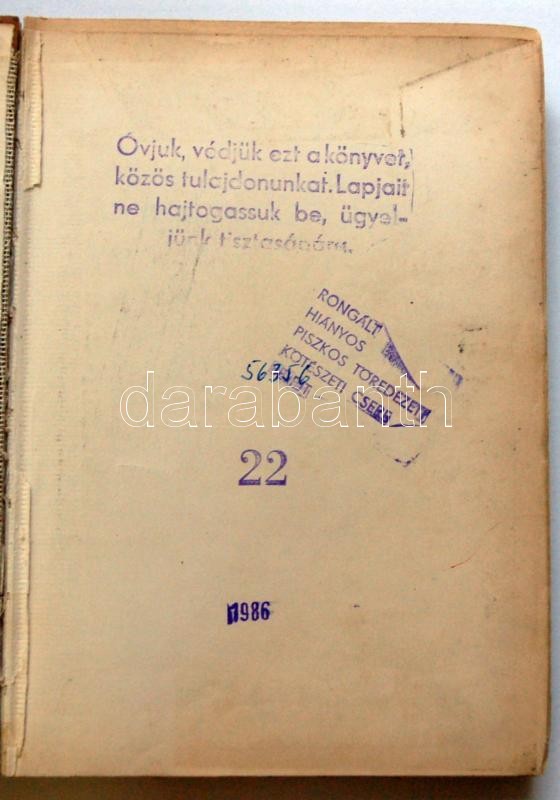 Óvjuk, védjük ezt a könyvet,
közös tulajdonunkat. Lapjait
ne hajtogassuk be, ügyel-
jünk tisztaságára.
RONGÁLT
HIÁNYOS
PISZKOS TÖREDEZETT
KÖTÉSZETI CSERE
56356
darabanth
22
1986